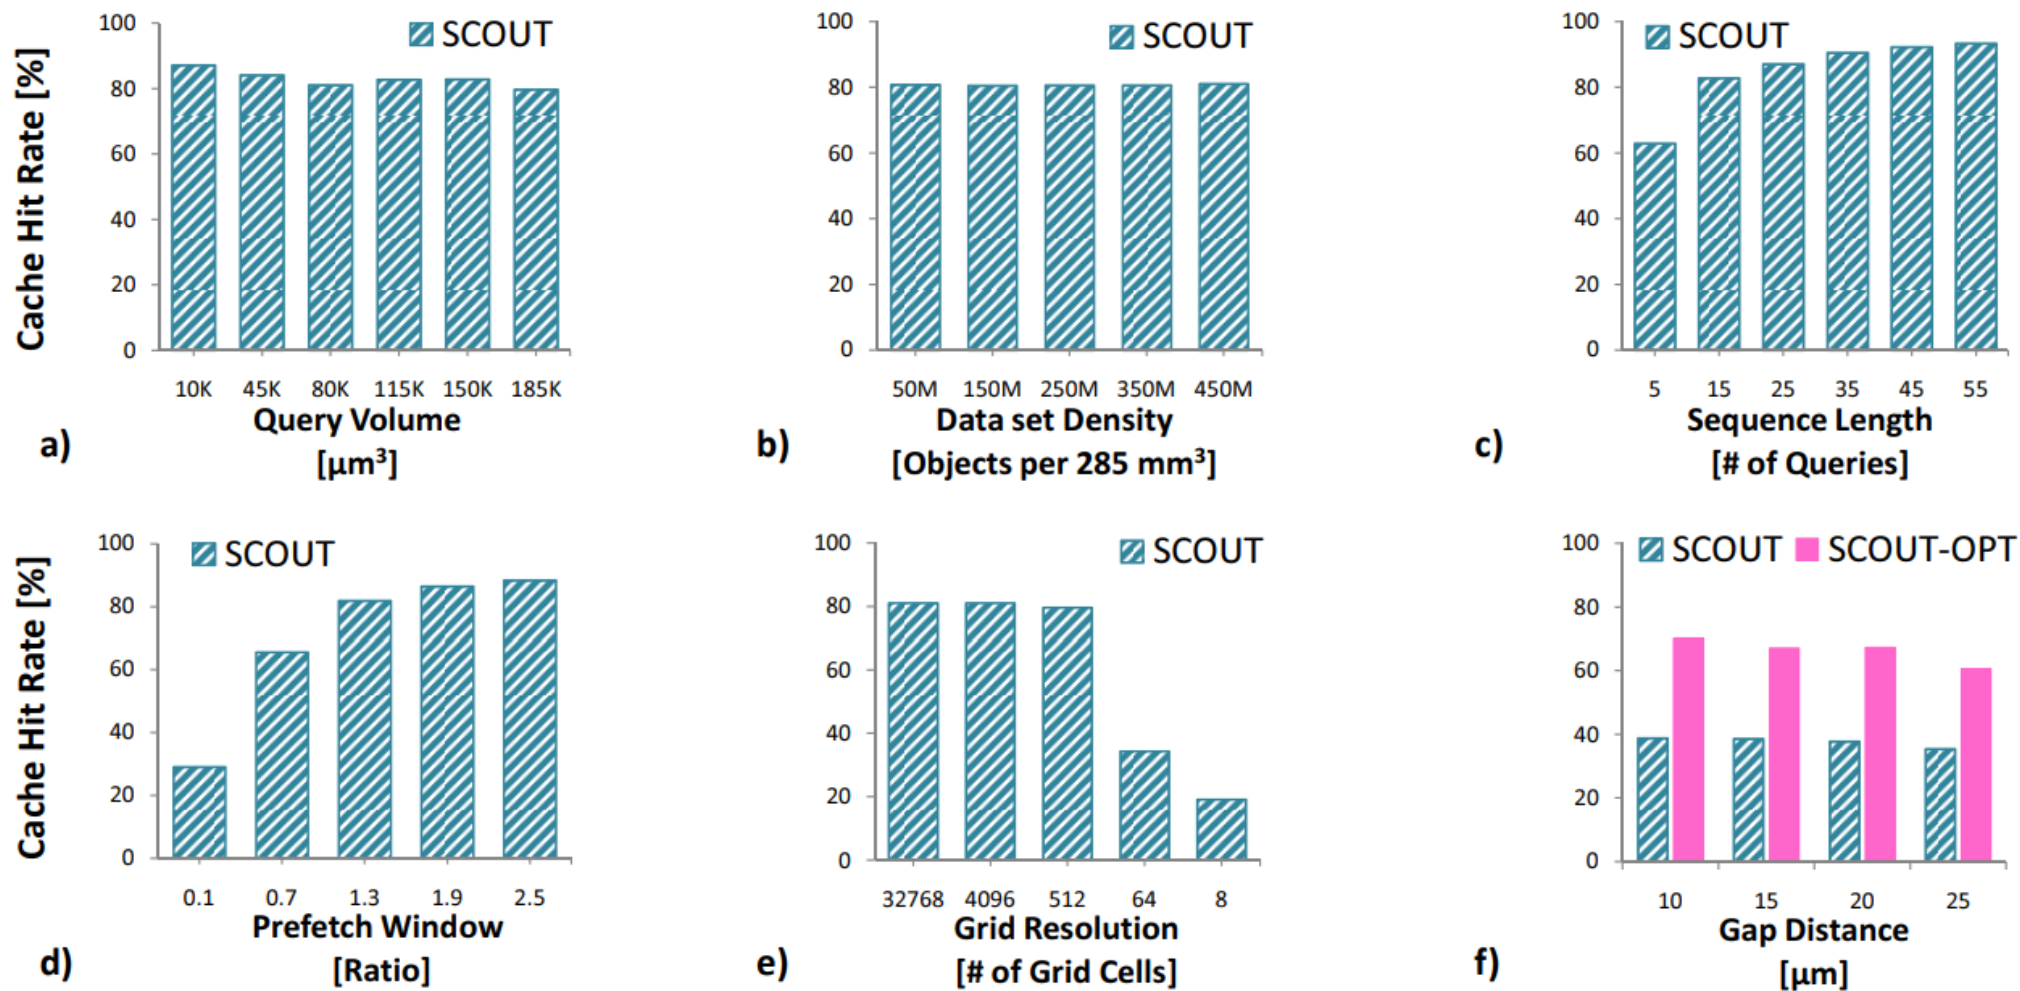 Cache Hit Rate [%]
100
80
60
40
20
0
SCOUT
10K 45K 80K 115K 150K 185K
Query Volume
[µm³]
a)
100
80
60
40
20
0
SCOUT
50M 150M 250M 350M 450M
Data set Density
[Objects per 285 mm³]
b)
100
80
60
40
20
0
SCOUT
5 15 25 35 45 55
Sequence Length
[# of Queries]
c)
Cache Hit Rate [%]
100
80
60
40
20
0
SCOUT
0.1 0.7 1.3 1.9 2.5
Prefetch Window
[Ratio]
d)
100
80
60
40
20
0
SCOUT
32768 4096 512 64 8
Grid Resolution
[# of Grid Cells]
e)
100
80
60
40
20
0
SCOUT SCOUT-OPT
10 15 20 25
Gap Distance
[µm]
f)